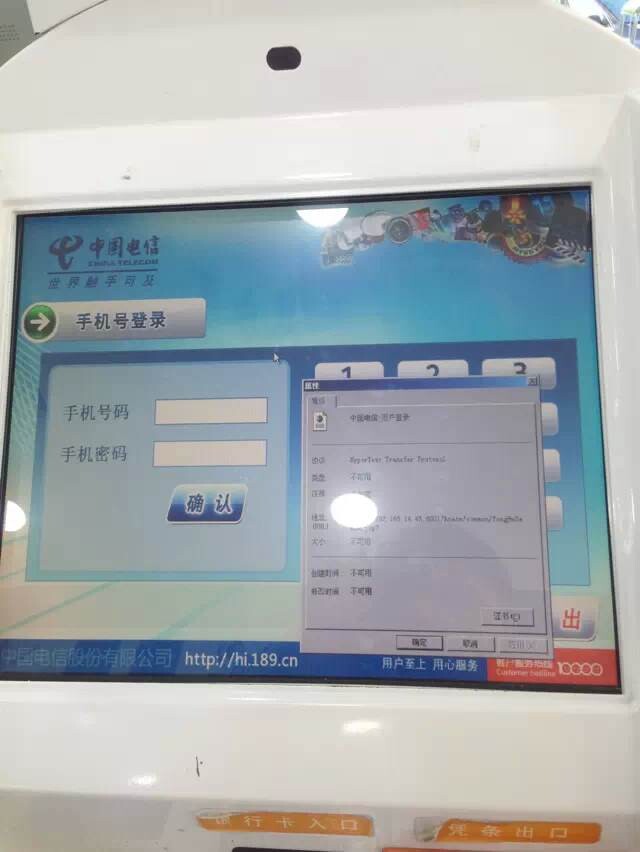 中国电信
CHINA TELECOM
世界触手可及
手机号登录
1 2 3
手机号码
手机密码
确 认
属性
常规
中国电信-用户登录
协议: HyperText Transfer Protocol
类型: 不可用
连接:
地址:
(URL)
大小: 不可用
创建时间: 不可用
修改时间: 不可用
证书(C)
确定 取消 应用(A)
出
中国电信股份有限公司 http://hi.189.cn 用户至上 用心服务 客户服务热线 10000
Customer hotline
银行卡入口 凭条出口